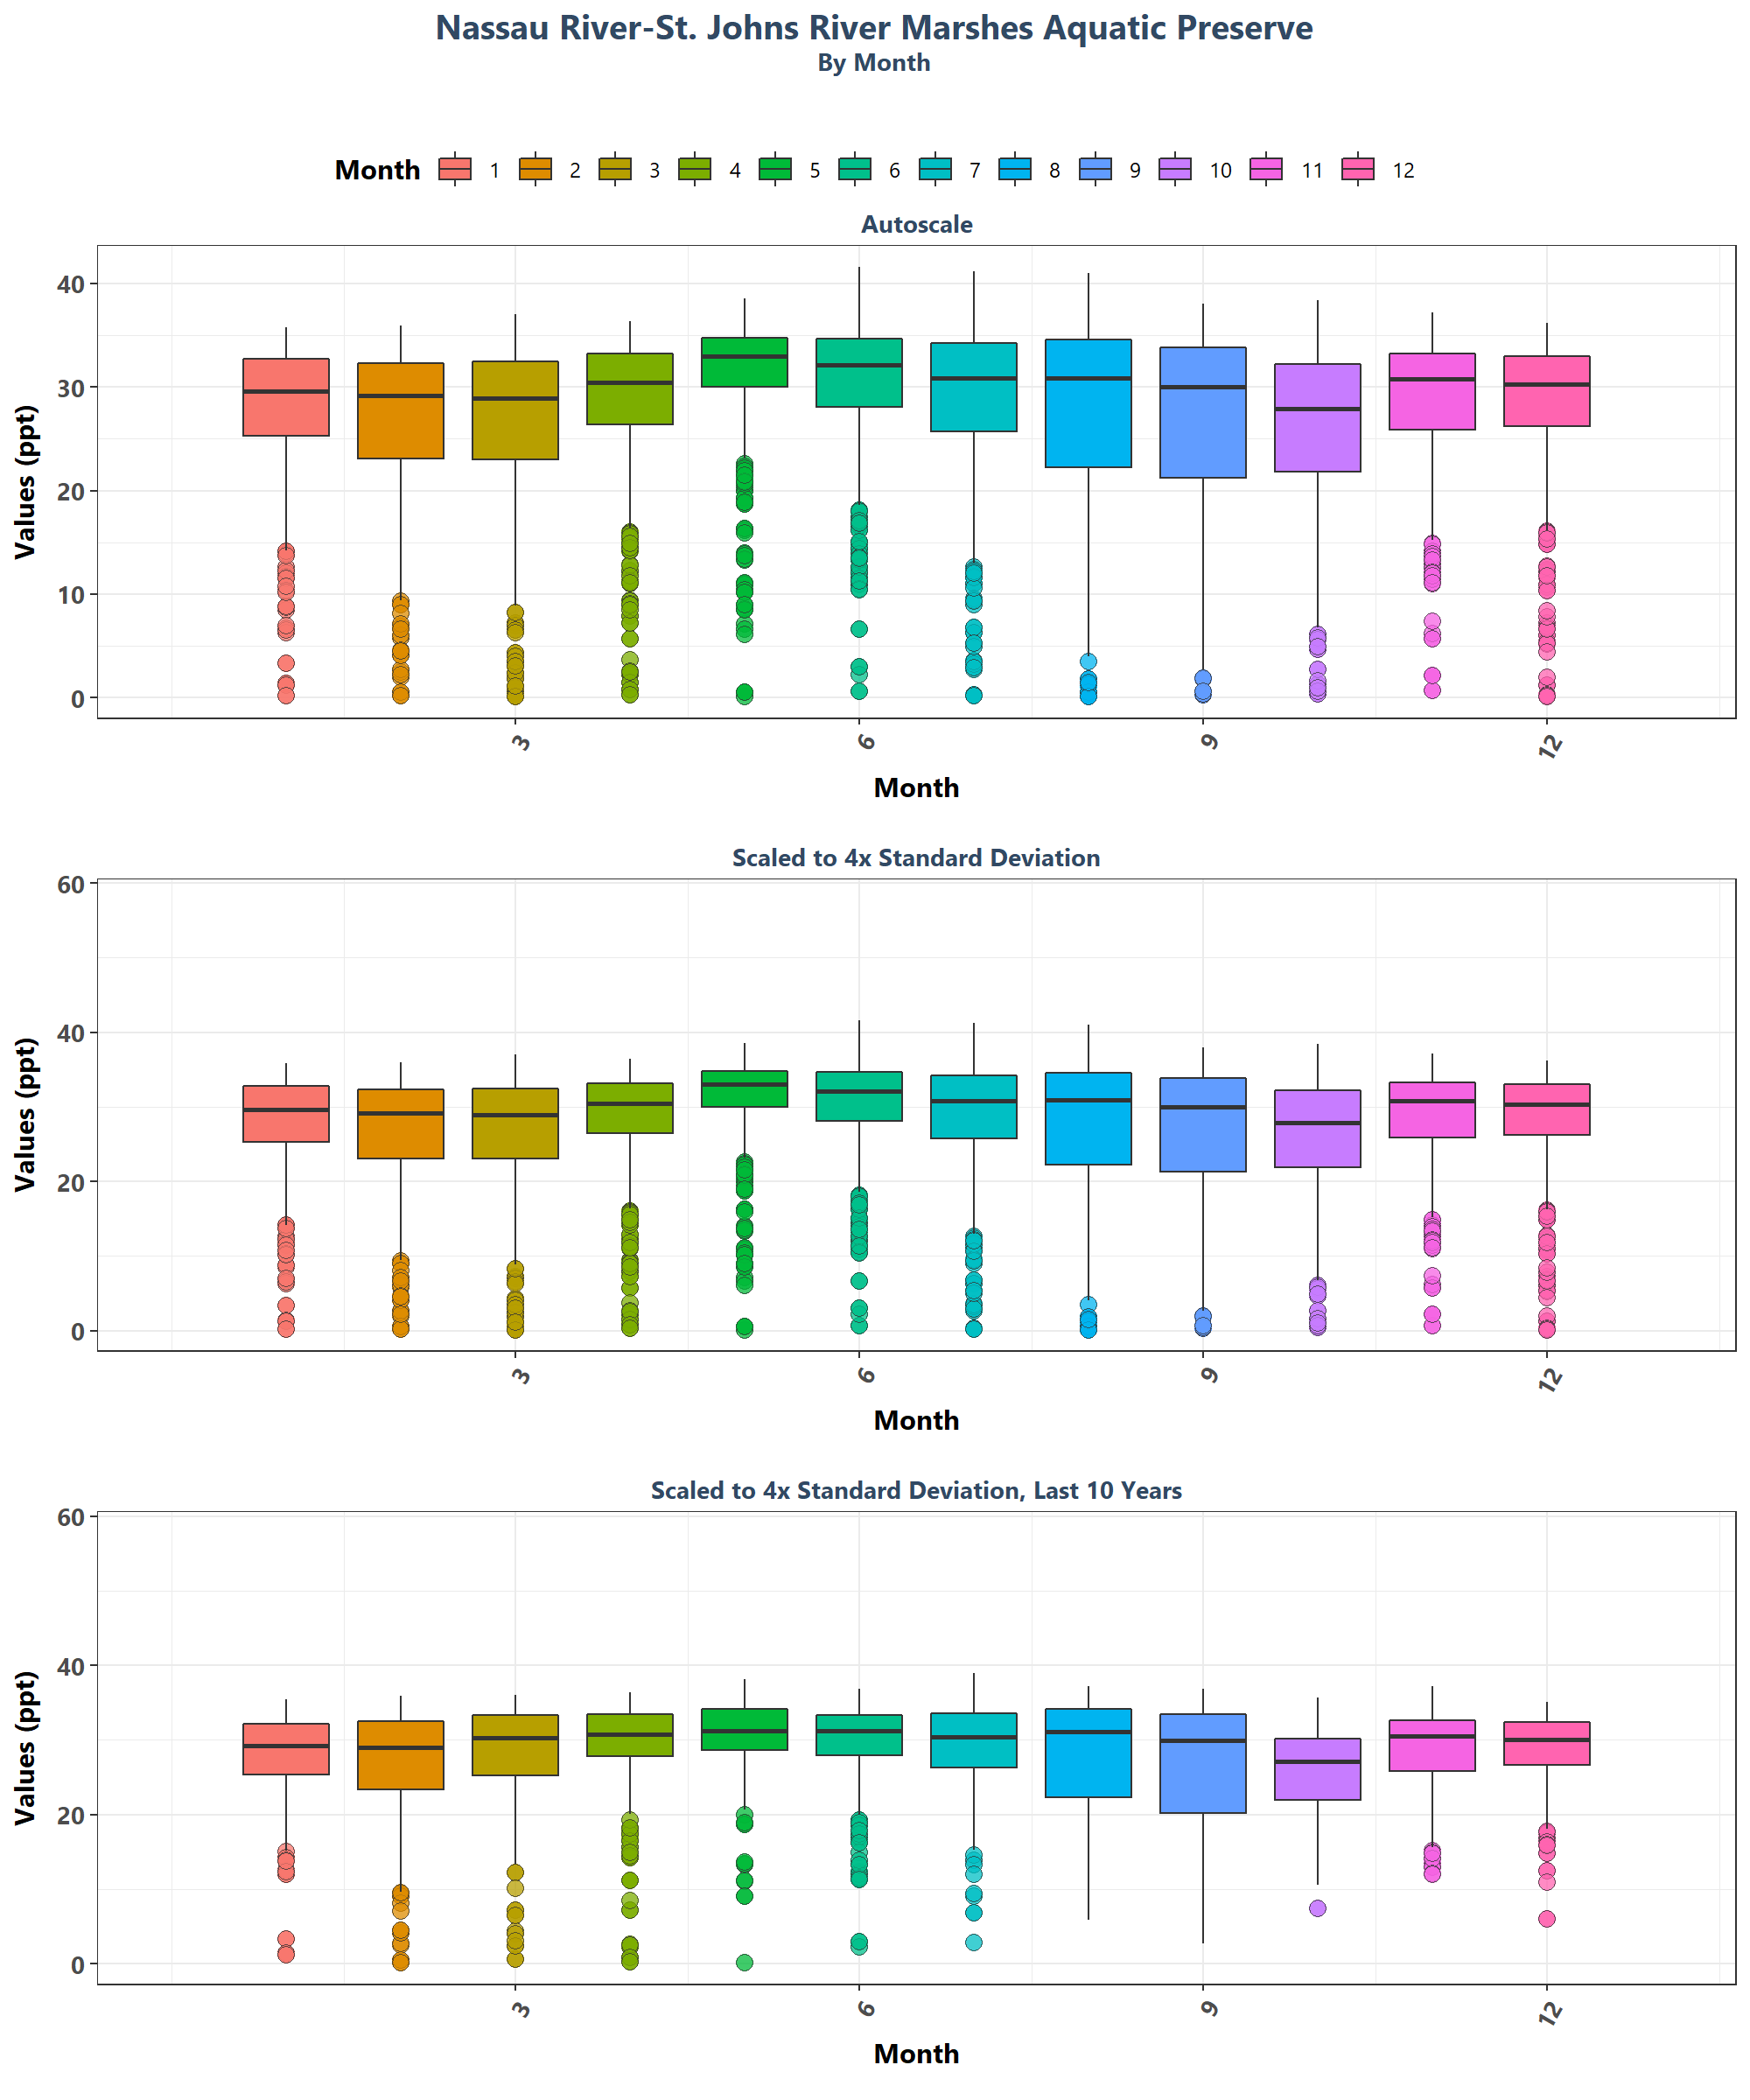 Nassau River-St. Johns River Marshes Aquatic Preserve
By Month
Month 1 2 3 4 5 6 7 8 9 10 11 12
Autoscale
Values (ppt)
40
30
20
10
0
3 6 9 12
Month
Scaled to 4x Standard Deviation
Values (ppt)
60
40
20
0
3 6 9 12
Month
Scaled to 4x Standard Deviation, Last 10 Years
Values (ppt)
60
40
20
0
3 6 9 12
Month